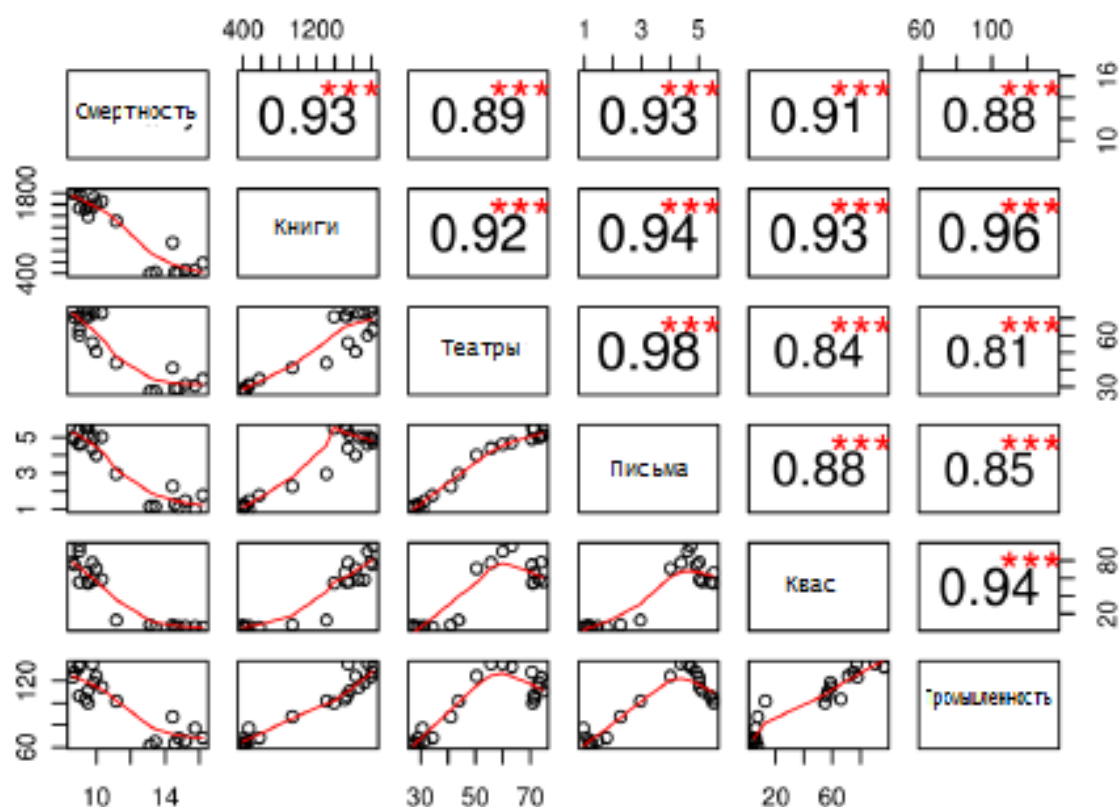 400 1200 1 3 5 60 100
Смертность 0.93 *** 0.89 *** 0.93 *** 0.91 *** 0.88 *** 10 16
400 1800 Книги 0.92 *** 0.94 *** 0.93 *** 0.96 ***
Театры 0.98 *** 0.84 *** 0.81 *** 30 60
1 3 5 Письма 0.88 *** 0.85 ***
Квас 0.94 *** 20 80
60 120 Промышленность
10 14 30 50 70 20 60